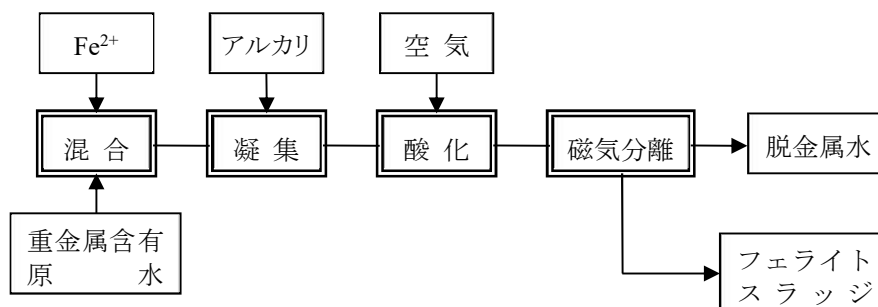 Fe²⁺
アルカリ
空 気
混 合
凝 集
酸 化
磁気分離
脱金属水
重金属含有
原 水
フェライト
ス ラ ッ ジ